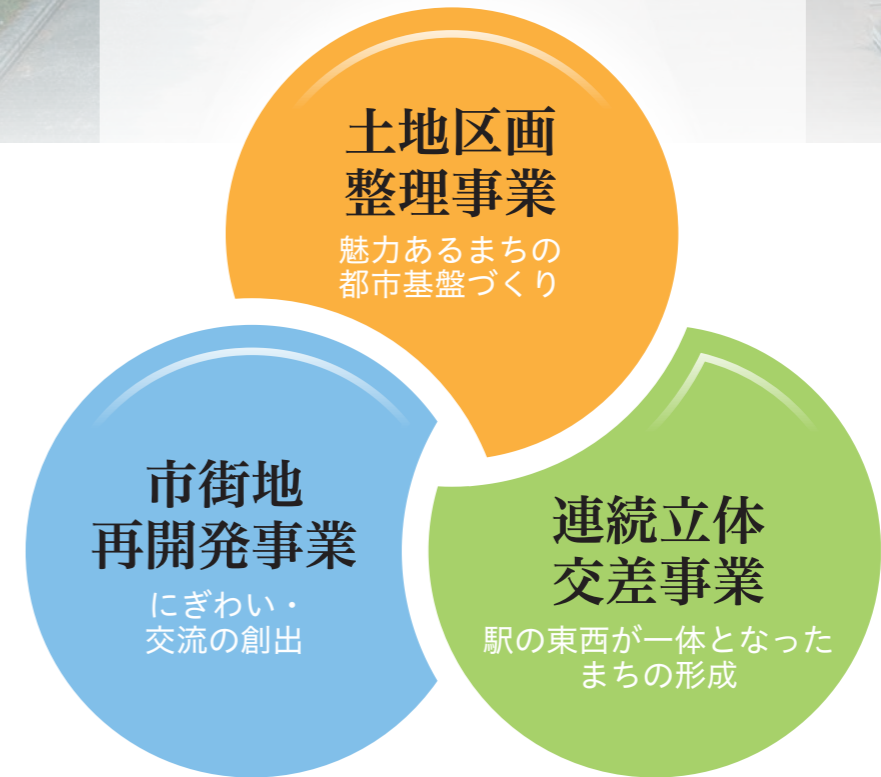 土地区画
整理事業
魅力あるまちの
都市基盤づくり
市街地
再開発事業
にぎわい・
交流の創出
連続立体
交差事業
駅の東西が一体となった
まちの形成